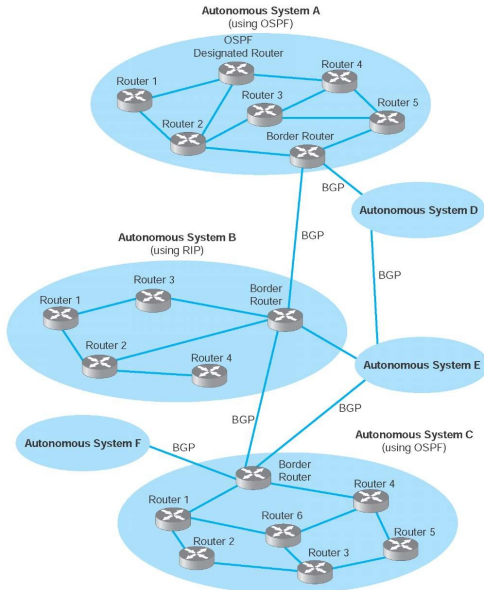 Autonomous System A
(using OSPF)
OSPF
Designated Router
Router 1
Router 4
Router 3
Router 5
Router 2
Border Router
BGP
Autonomous System D
BGP
Autonomous System B
(using RIP)
BGP
Router 3
Border
Router
Router 1
Router 2
Router 4
Autonomous System E
BGP
BGP
Autonomous System C
(using OSPF)
Autonomous System F
BGP
Border
Router
Router 4
Router 1
Router 6
Router 5
Router 2
Router 3